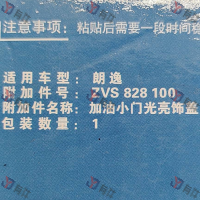 注意事项：
粘贴后需要一段时间稳
适用车型：朗逸
附加件号：ZVS 828 100
附加件名称：加油小门光亮饰盖
包装数量：1